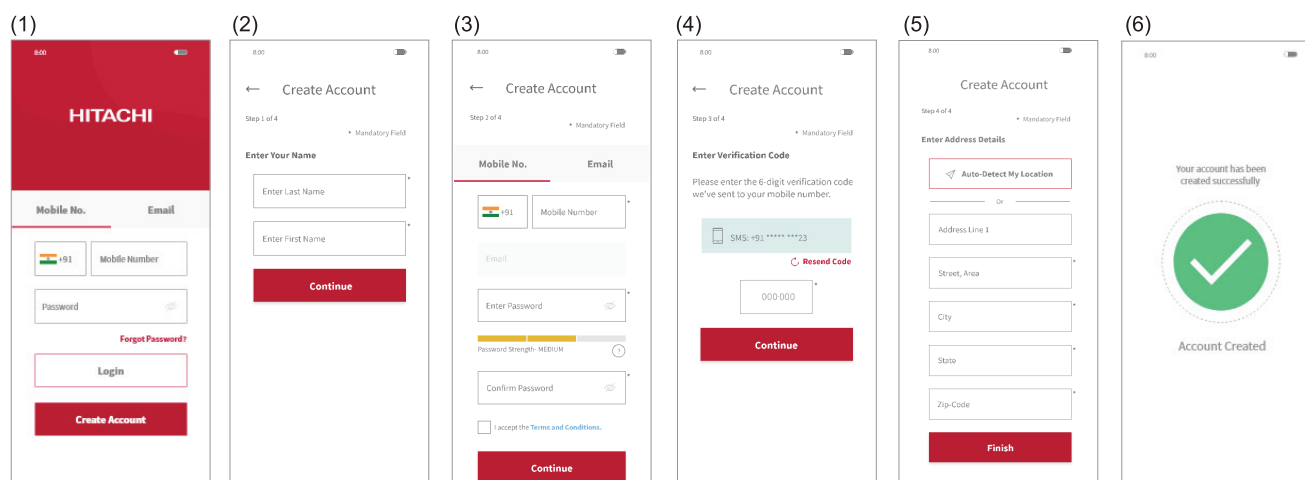 (1)
8:00
HITACHI
Mobile No. Email
+91 Mobile Number
Password
Forgot Password?
Login
Create Account
(2)
8:00
← Create Account
Step 1 of 4
* Mandatory Field
Enter Your Name
Enter Last Name *
Enter First Name *
Continue
(3)
8:00
← Create Account
Step 2 of 4
* Mandatory Field
Mobile No. Email
+91 Mobile Number *
Email
Enter Password *
Password Strength- MEDIUM ?
Confirm Password *
I accept the Terms and Conditions.
Continue
(4)
8:00
← Create Account
Step 3 of 4
* Mandatory Field
Enter Verification Code
Please enter the 6-digit verification code
we've sent to your mobile number.
SMS: +91 ***** ***23
Resend Code
000-000 *
Continue
(5)
8:00
Create Account
Step 4 of 4
* Mandatory Field
Enter Address Details
Auto-Detect My Location
Or
Address Line 1
Street, Area *
City *
State *
Zip-Code *
Finish
(6)
8:00
Your account has been
created successfully
Account Created